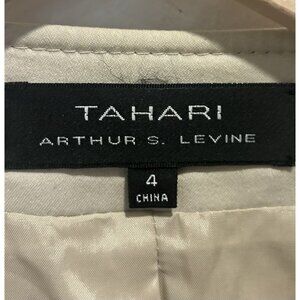 TAHARI
ARTHUR S. LEVINE
4
CHINA